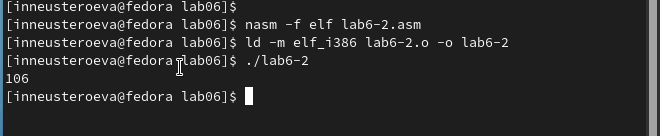 [inneusteroeva@fedora lab06]$
[inneusteroeva@fedora lab06]$ nasm -f elf lab6-2.asm
[inneusteroeva@fedora lab06]$ ld -m elf_i386 lab6-2.o -o lab6-2
[inneusteroeva@fedora lab06]$ ./lab6-2
106
[inneusteroeva@fedora lab06]$